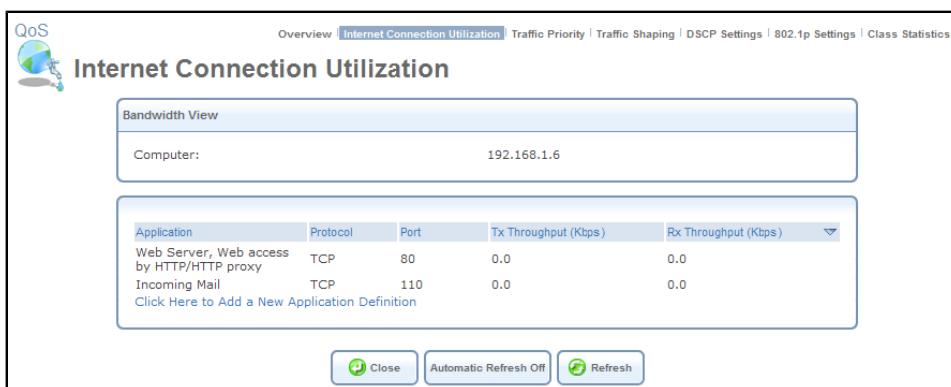 QoS
Overview | Internet Connection Utilization | Traffic Priority | Traffic Shaping | DSCP Settings | 802.1p Settings | Class Statistics
Internet Connection Utilization
Bandwidth View
Computer: 192.168.1.6
Application Protocol Port Tx Throughput (Kbps) Rx Throughput (Kbps)
Web Server, Web access
by HTTP/HTTP proxy TCP 80 0.0 0.0
Incoming Mail TCP 110 0.0 0.0
Click Here to Add a New Application Definition
Close Automatic Refresh Off Refresh